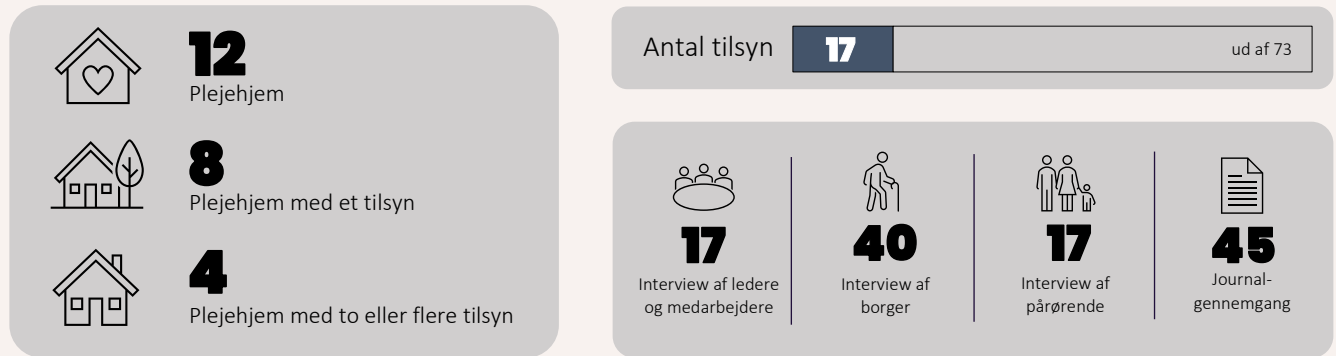 12
Plejehjem
8
Plejehjem med et tilsyn
4
Plejehjem med to eller flere tilsyn
Antal tilsyn
17
ud af 73
17
Interview af ledere
og medarbejdere
40
Interview af
borger
17
Interview af
pårørende
45
Journal-
gennemgang